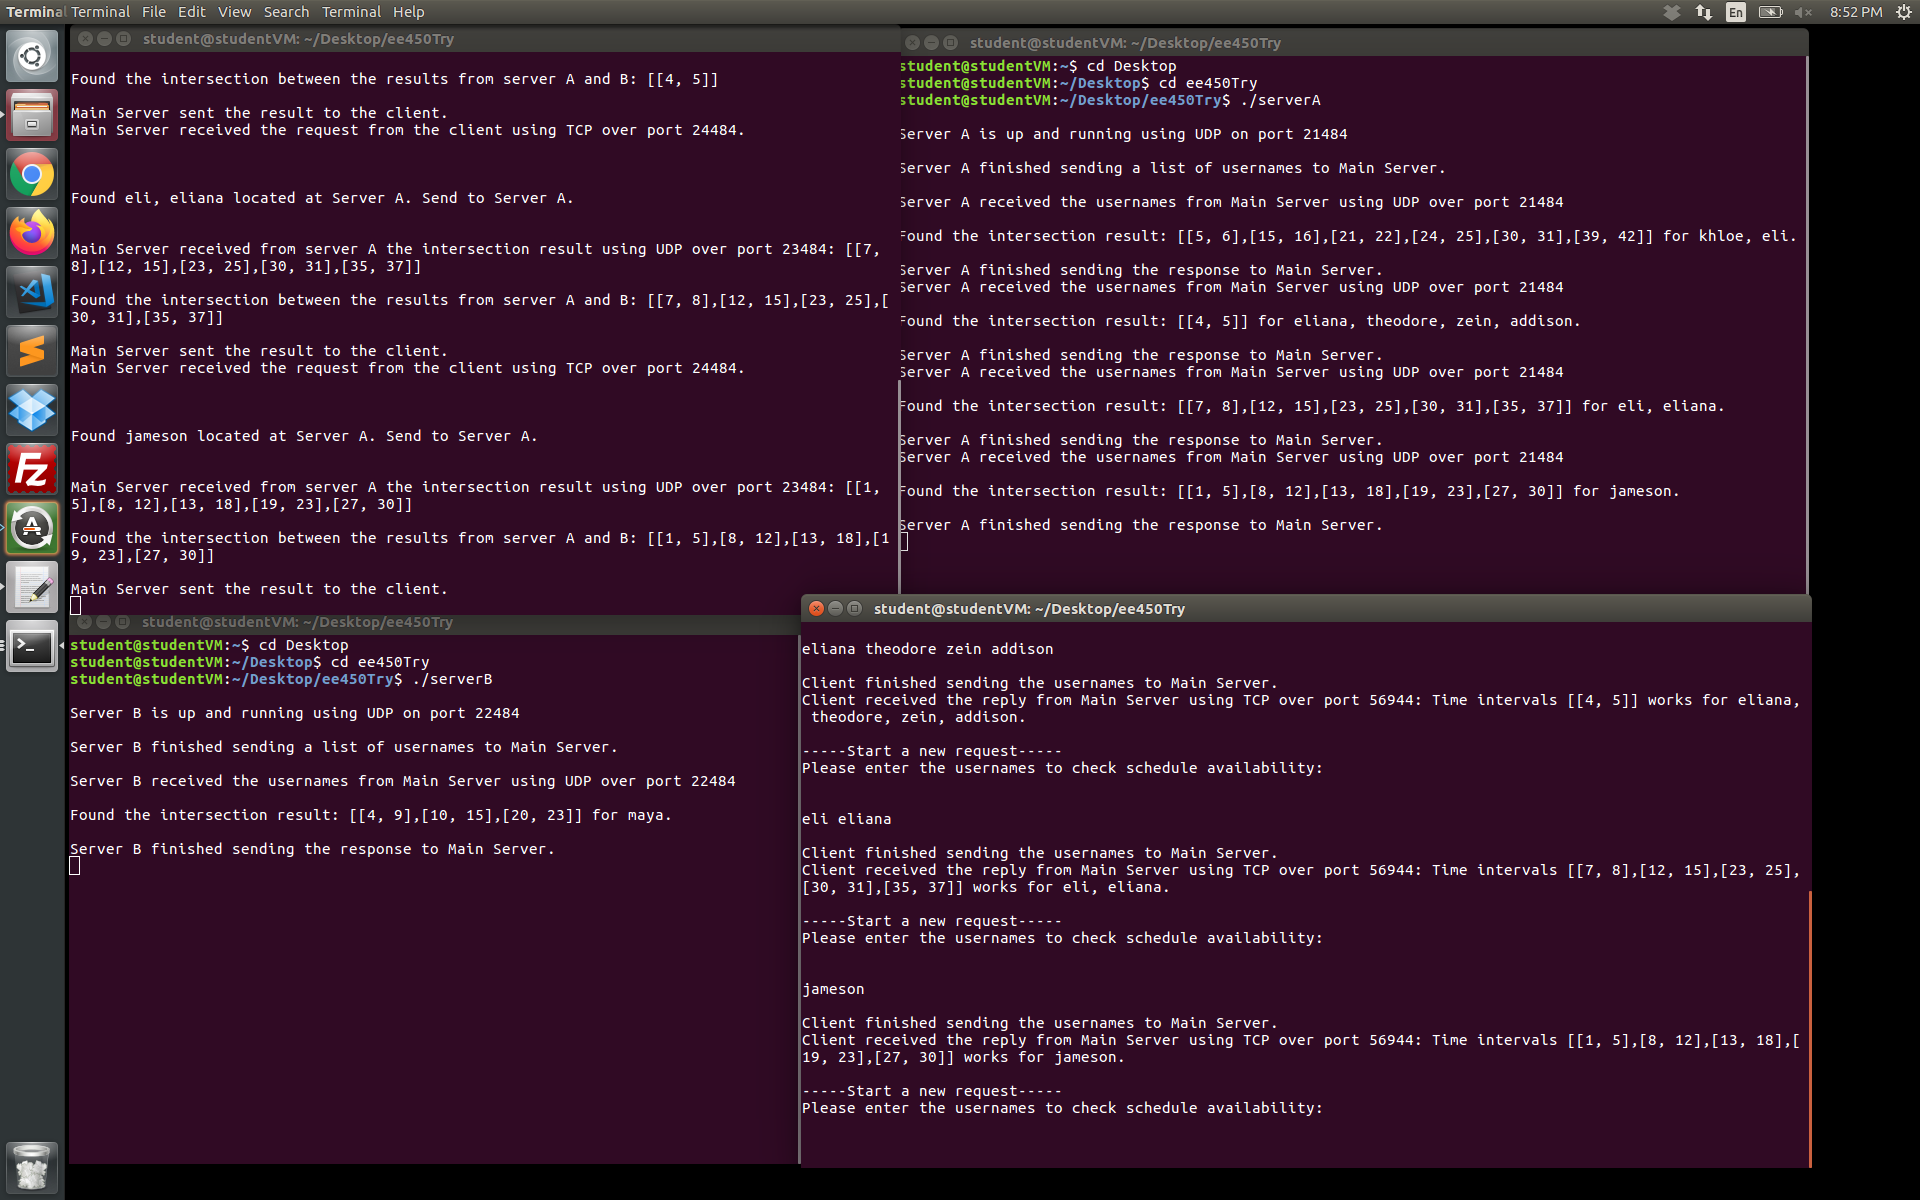 Terminal Terminal File Edit View Search Terminal Help En 8:52 PM
student@studentVM: ~/Desktop/ee450Try
Found the intersection between the results from server A and B: [[4, 5]]
Main Server sent the result to the client.
Main Server received the request from the client using TCP over port 24484.
Found eli, eliana located at Server A. Send to Server A.
Main Server received from server A the intersection result using UDP over port 23484: [[7,
8],[12, 15],[23, 25],[30, 31],[35, 37]]
Found the intersection between the results from server A and B: [[7, 8],[12, 15],[23, 25],[
30, 31],[35, 37]]
Main Server sent the result to the client.
Main Server received the request from the client using TCP over port 24484.
Found jameson located at Server A. Send to Server A.
Main Server received from server A the intersection result using UDP over port 23484: [[1,
5],[8, 12],[13, 18],[19, 23],[27, 30]]
Found the intersection between the results from server A and B: [[1, 5],[8, 12],[13, 18],[1
9, 23],[27, 30]]
Main Server sent the result to the client.
student@studentVM: ~/Desktop/ee450Try
student@studentVM:~$ cd Desktop
student@studentVM:~/Desktop$ cd ee450Try
student@studentVM:~/Desktop/ee450Try$ ./serverA
Server A is up and running using UDP on port 21484
Server A finished sending a list of usernames to Main Server.
Server A received the usernames from Main Server using UDP over port 21484
Found the intersection result: [[5, 6],[15, 16],[21, 22],[24, 25],[30, 31],[39, 42]] for khloe, eli.
Server A finished sending the response to Main Server.
Server A received the usernames from Main Server using UDP over port 21484
Found the intersection result: [[4, 5]] for eliana, theodore, zein, addison.
Server A finished sending the response to Main Server.
Server A received the usernames from Main Server using UDP over port 21484
Found the intersection result: [[7, 8],[12, 15],[23, 25],[30, 31],[35, 37]] for eli, eliana.
Server A finished sending the response to Main Server.
Server A received the usernames from Main Server using UDP over port 21484
Found the intersection result: [[1, 5],[8, 12],[13, 18],[19, 23],[27, 30]] for jameson.
Server A finished sending the response to Main Server.
student@studentVM: ~/Desktop/ee450Try
student@studentVM:~$ cd Desktop
student@studentVM:~/Desktop$ cd ee450Try
student@studentVM:~/Desktop/ee450Try$ ./serverB
Server B is up and running using UDP on port 22484
Server B finished sending a list of usernames to Main Server.
Server B received the usernames from Main Server using UDP over port 22484
Found the intersection result: [[4, 9],[10, 15],[20, 23]] for maya.
Server B finished sending the response to Main Server.
student@studentVM: ~/Desktop/ee450Try
eliana theodore zein addison
Client finished sending the usernames to Main Server.
Client received the reply from Main Server using TCP over port 56944: Time intervals [[4, 5]] works for eliana,
theodore, zein, addison.
-----Start a new request-----
Please enter the usernames to check schedule availability:
eli eliana
Client finished sending the usernames to Main Server.
Client received the reply from Main Server using TCP over port 56944: Time intervals [[7, 8],[12, 15],[23, 25],
[30, 31],[35, 37]] works for eli, eliana.
-----Start a new request-----
Please enter the usernames to check schedule availability:
jameson
Client finished sending the usernames to Main Server.
Client received the reply from Main Server using TCP over port 56944: Time intervals [[1, 5],[8, 12],[13, 18],[
19, 23],[27, 30]] works for jameson.
-----Start a new request-----
Please enter the usernames to check schedule availability: